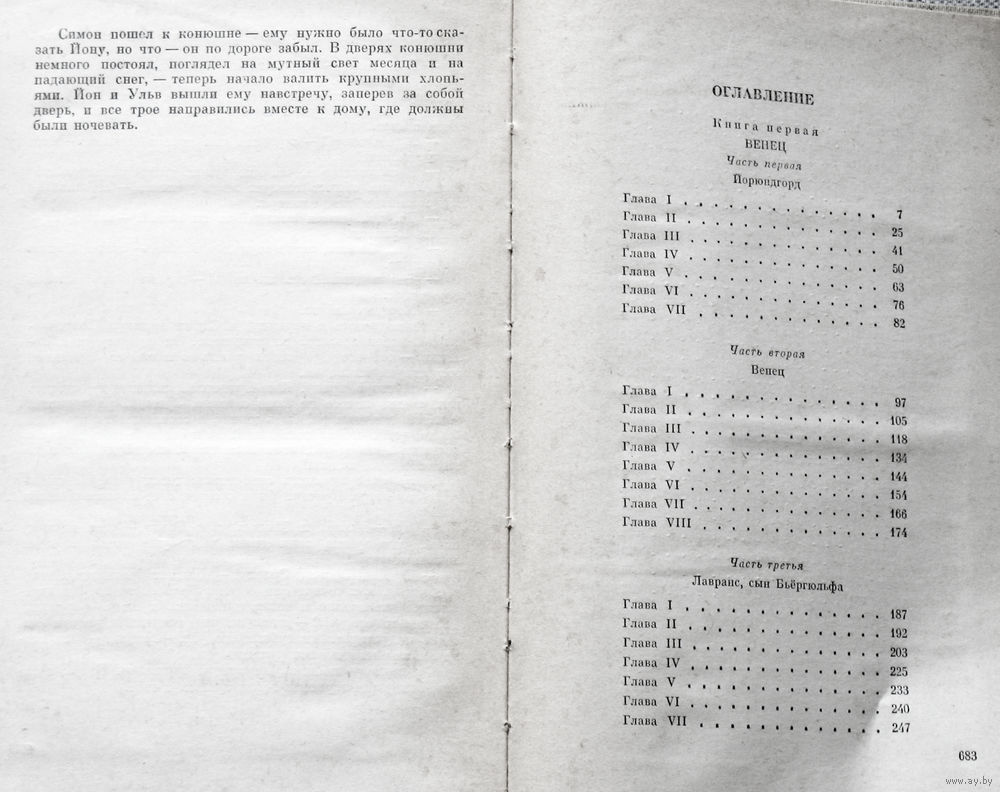 Симон пошел к конюшне — ему нужно было что-то ска-
зать Йону, но что — он по дороге забыл. В дверях конюшни
немного постоял, поглядел на мутный свет месяца и на
падающий снег, — теперь начало валить крупными хлопь-
ями. Йон и Ульв вышли ему навстречу, заперев за собой
дверь, и все трое направились вместе к дому, где должны
были ночевать.
ОГЛАВЛЕНИЕ
Книга первая
ВЕНЕЦ
Часть первая
Йорюндгорд
Глава I . . . . . . . . . . . . . . 7
Глава II . . . . . . . . . . . . . 25
Глава III . . . . . . . . . . . . . 41
Глава IV . . . . . . . . . . . . . 50
Глава V . . . . . . . . . . . . . 63
Глава VI . . . . . . . . . . . . . 76
Глава VII . . . . . . . . . . . . . 82
Часть вторая
Венец
Глава I . . . . . . . . . . . . . . 97
Глава II . . . . . . . . . . . . . 105
Глава III . . . . . . . . . . . . . 118
Глава IV . . . . . . . . . . . . . 134
Глава V . . . . . . . . . . . . . 144
Глава VI . . . . . . . . . . . . . 154
Глава VII . . . . . . . . . . . . . 166
Глава VIII . . . . . . . . . . . . 174
Часть третья
Лавранс, сын Бьёргюльфа
Глава I . . . . . . . . . . . . . . 187
Глава II . . . . . . . . . . . . . 192
Глава III . . . . . . . . . . . . . 203
Глава IV . . . . . . . . . . . . . 225
Глава V . . . . . . . . . . . . . 233
Глава VI . . . . . . . . . . . . . 240
Глава VII . . . . . . . . . . . . . 247
683
www.ay.by